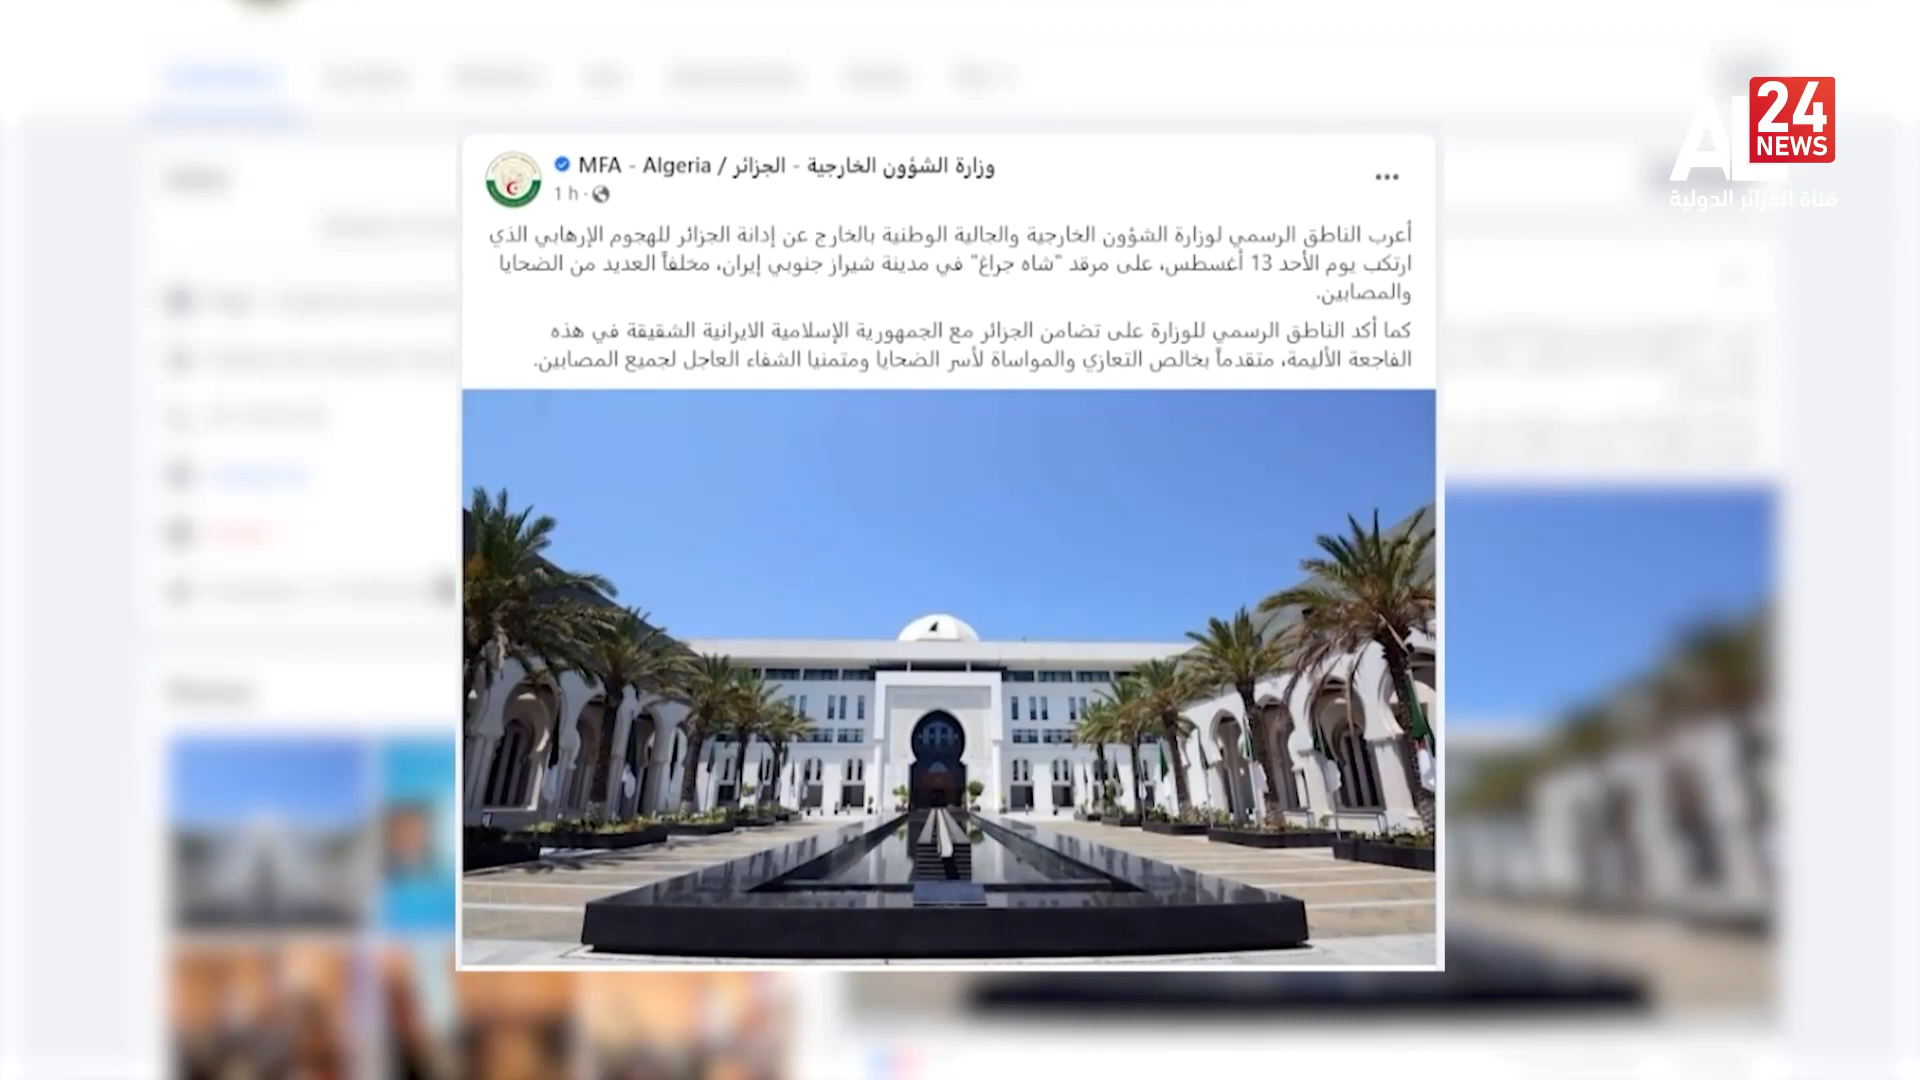 AL
24
NEWS
قناة الجزائر الدولية
MFA - Algeria / وزارة الشؤون الخارجية - الجزائر
1 h ·
أعرب الناطق الرسمي لوزارة الشؤون الخارجية والجالية الوطنية بالخارج عن إدانة الجزائر للهجوم الإرهابي الذي
ارتكب يوم الأحد 13 أغسطس، على مرقد "شاه جراغ" في مدينة شيراز جنوبي إيران، مخلفاً العديد من الضحايا
والمصابين.
كما أكد الناطق الرسمي للوزارة على تضامن الجزائر مع الجمهورية الإسلامية الايرانية الشقيقة في هذه
الفاجعة الأليمة، متقدماً بخالص التعازي والمواساة لأسر الضحايا ومتمنيا الشفاء العاجل لجميع المصابين.